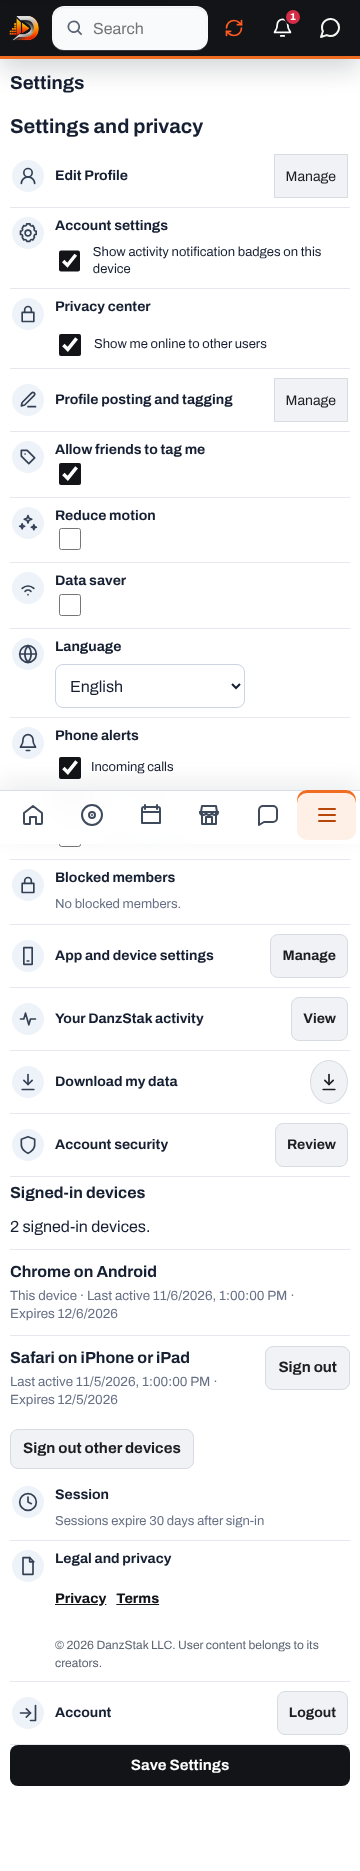 Search
1
Settings
Settings and privacy
Edit Profile
Manage
Account settings
Show activity notification badges on this
device
Privacy center
Show me online to other users
Profile posting and tagging
Manage
Allow friends to tag me
Reduce motion
Data saver
Language
English
Phone alerts
Incoming calls
Blocked members
No blocked members.
App and device settings
Manage
Your DanzStak activity
View
Download my data
Account security
Review
Signed-in devices
2 signed-in devices.
Chrome on Android
This device · Last active 11/6/2026, 1:00:00 PM ·
Expires 12/6/2026
Safari on iPhone or iPad
Sign out
Last active 11/5/2026, 1:00:00 PM ·
Expires 12/5/2026
Sign out other devices
Session
Sessions expire 30 days after sign-in
Legal and privacy
Privacy Terms
© 2026 DanzStak LLC. User content belongs to its
creators.
Account
Logout
Save Settings